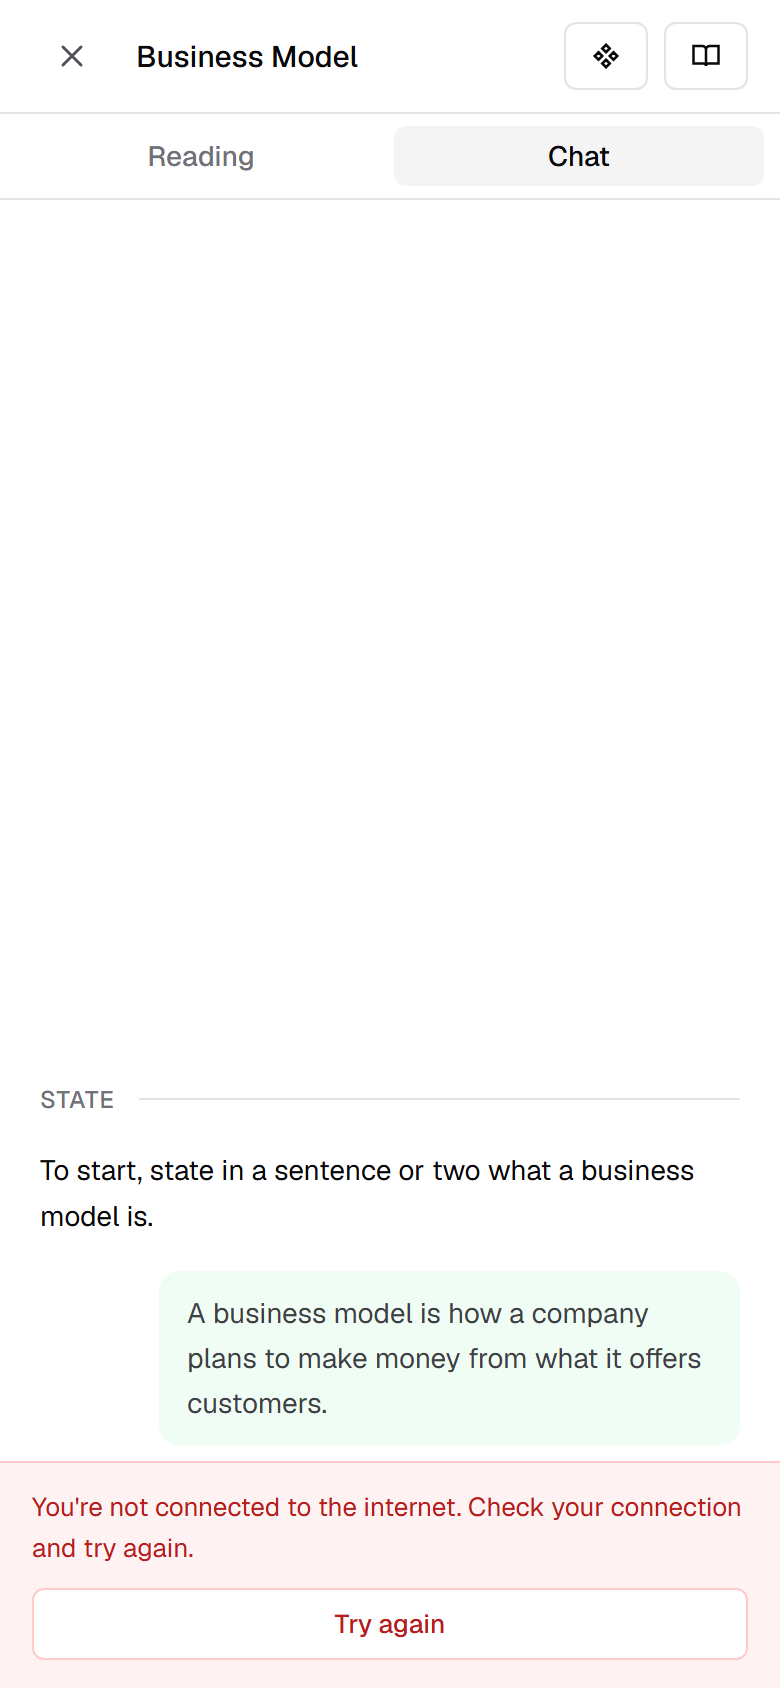 Business Model
Reading
Chat
STATE
To start, state in a sentence or two what a business
model is.
A business model is how a company
plans to make money from what it offers
customers.
You're not connected to the internet. Check your connection
and try again.
Try again